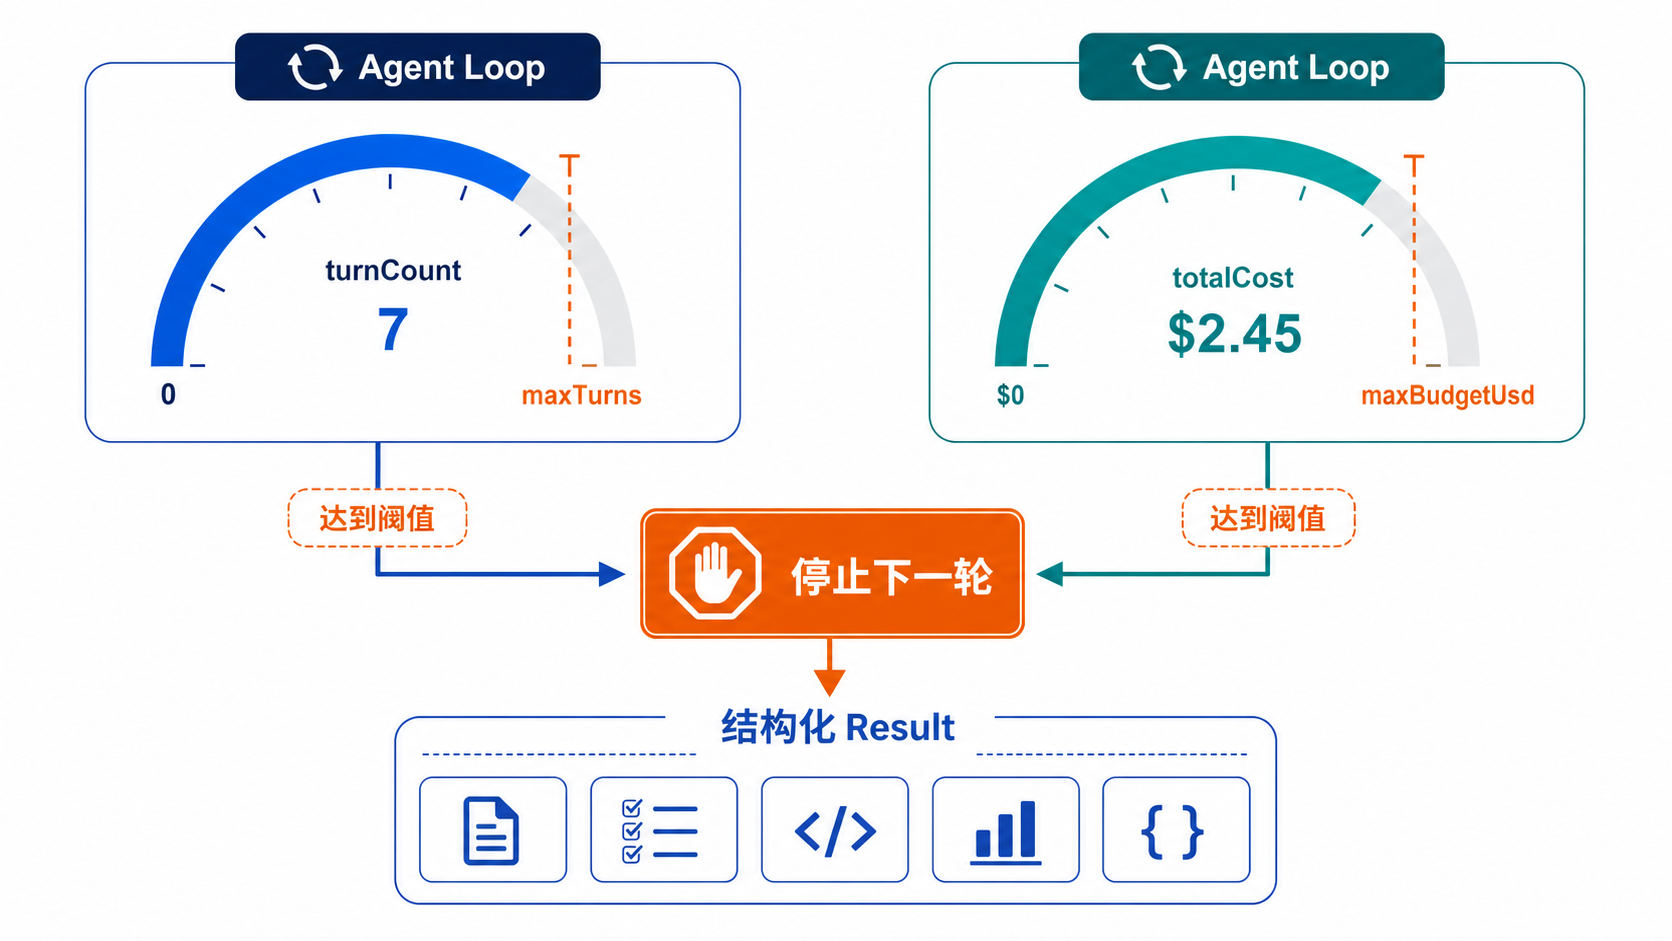 Agent Loop
turnCount
7
0
maxTurns
Agent Loop
totalCost
$2.45
$0
maxBudgetUsd
达到阈值
达到阈值
停止下一轮
结构化 Result
</>
{ }